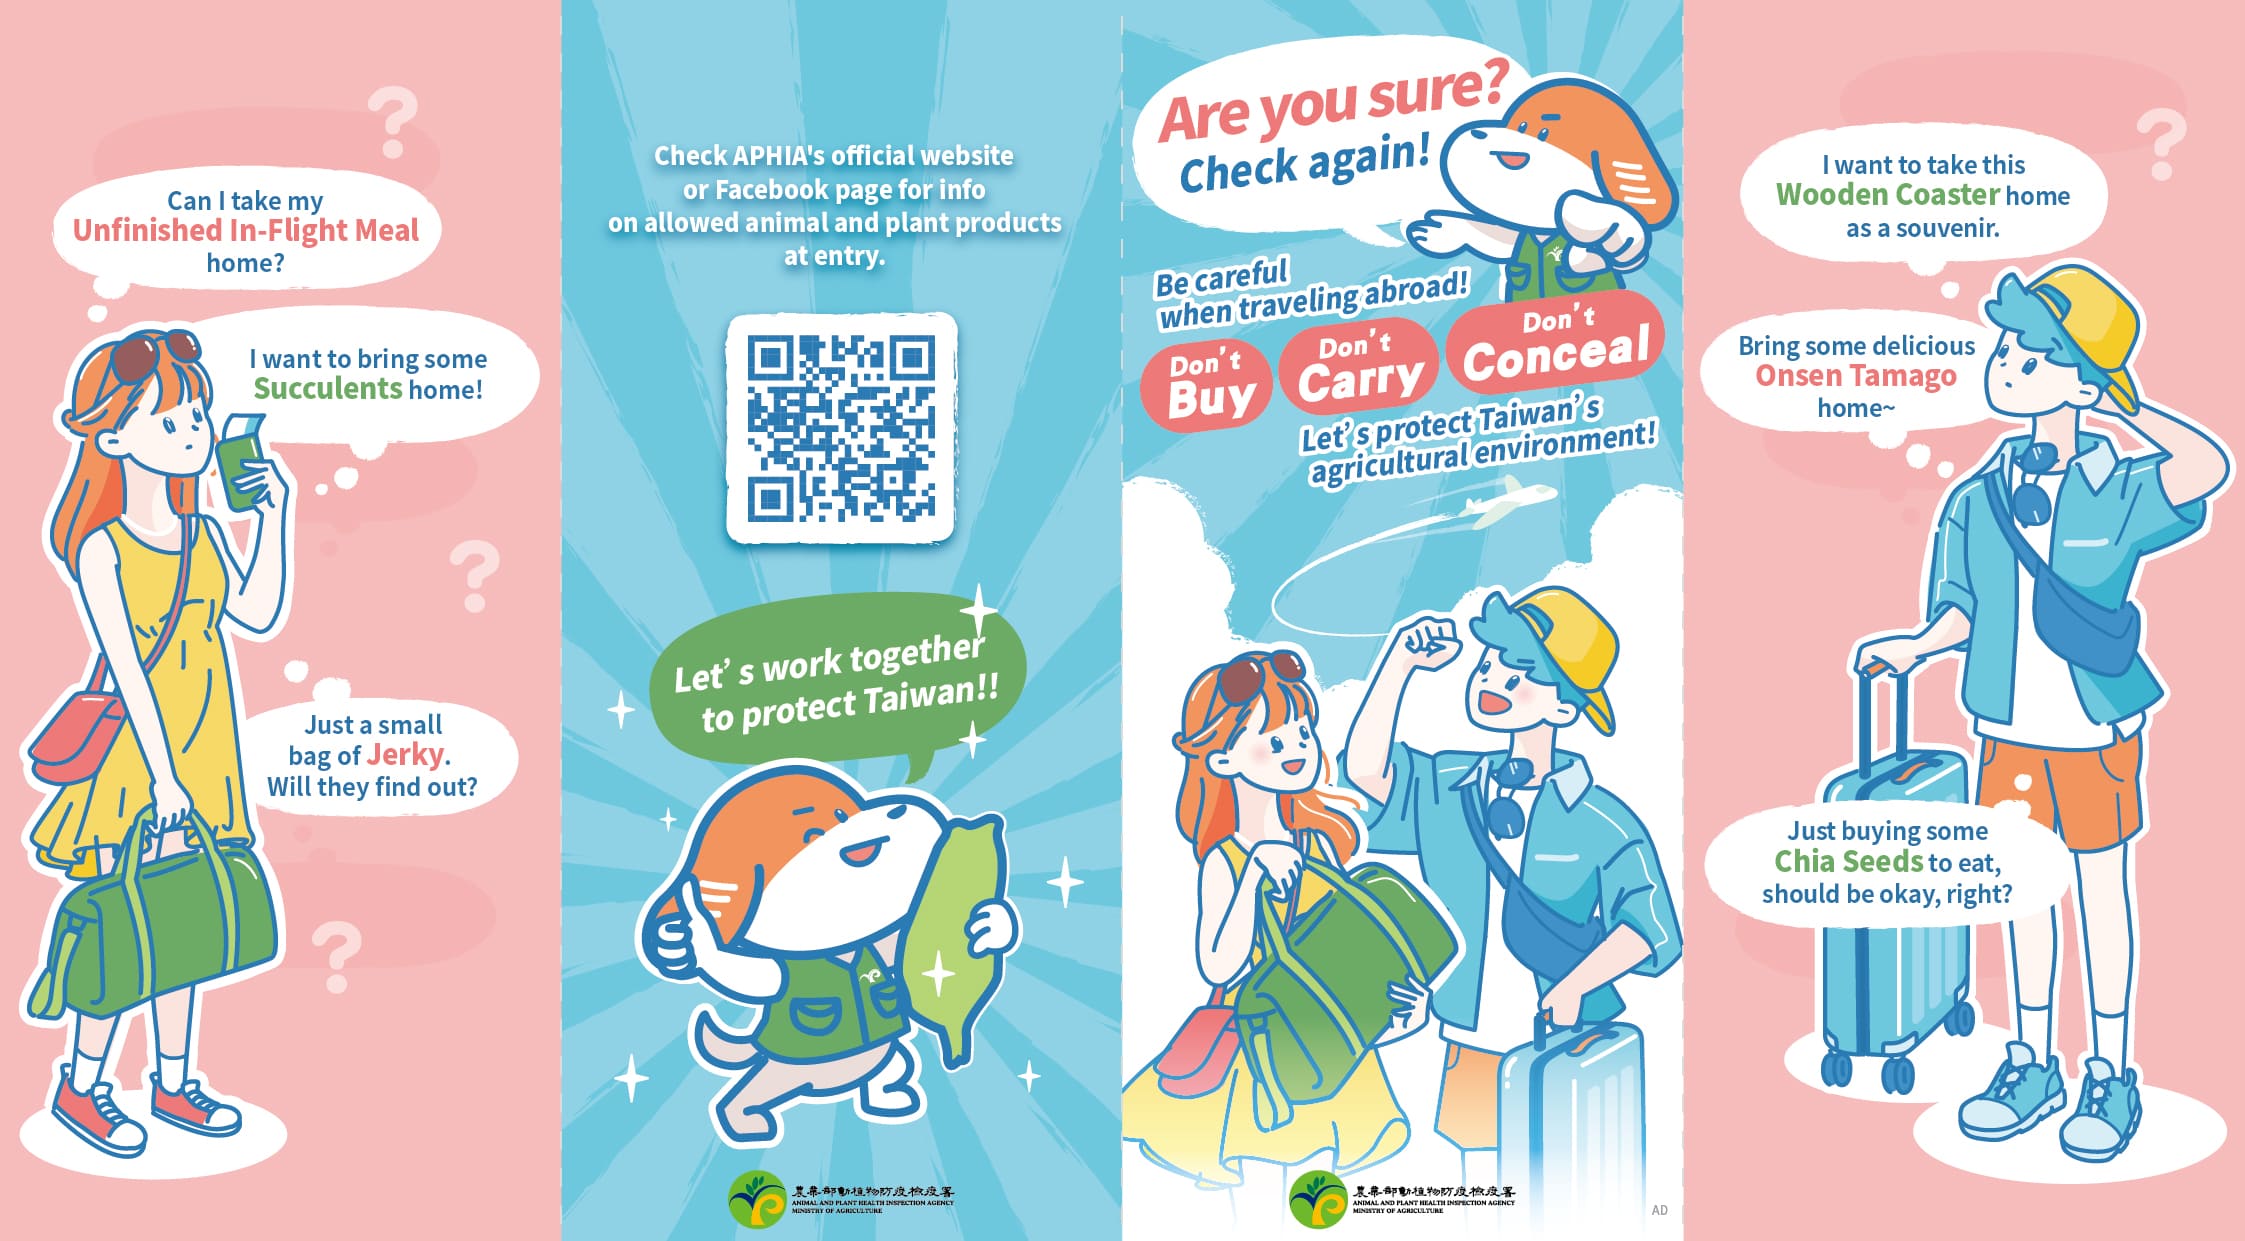 Can I take my
Unfinished In-Flight Meal
home?
I want to bring some
Succulents home!
Just a small
bag of Jerky.
Will they find out?
Check APHIA's official website
or Facebook page for info
on allowed animal and plant products
at entry.
Let's work together
to protect Taiwan!!
農業部動植物防疫檢疫署
ANIMAL AND PLANT HEALTH INSPECTION AGENCY
MINISTRY OF AGRICULTURE
Are you sure?
Check again!
Be careful
when traveling abroad!
Don't
Buy
Don't
Carry
Don't
Conceal
Let's protect Taiwan's
agricultural environment!
農業部動植物防疫檢疫署
ANIMAL AND PLANT HEALTH INSPECTION AGENCY
MINISTRY OF AGRICULTURE
AD
I want to take this
Wooden Coaster home
as a souvenir.
Bring some delicious
Onsen Tamago
home~
Just buying some
Chia Seeds to eat,
should be okay, right?